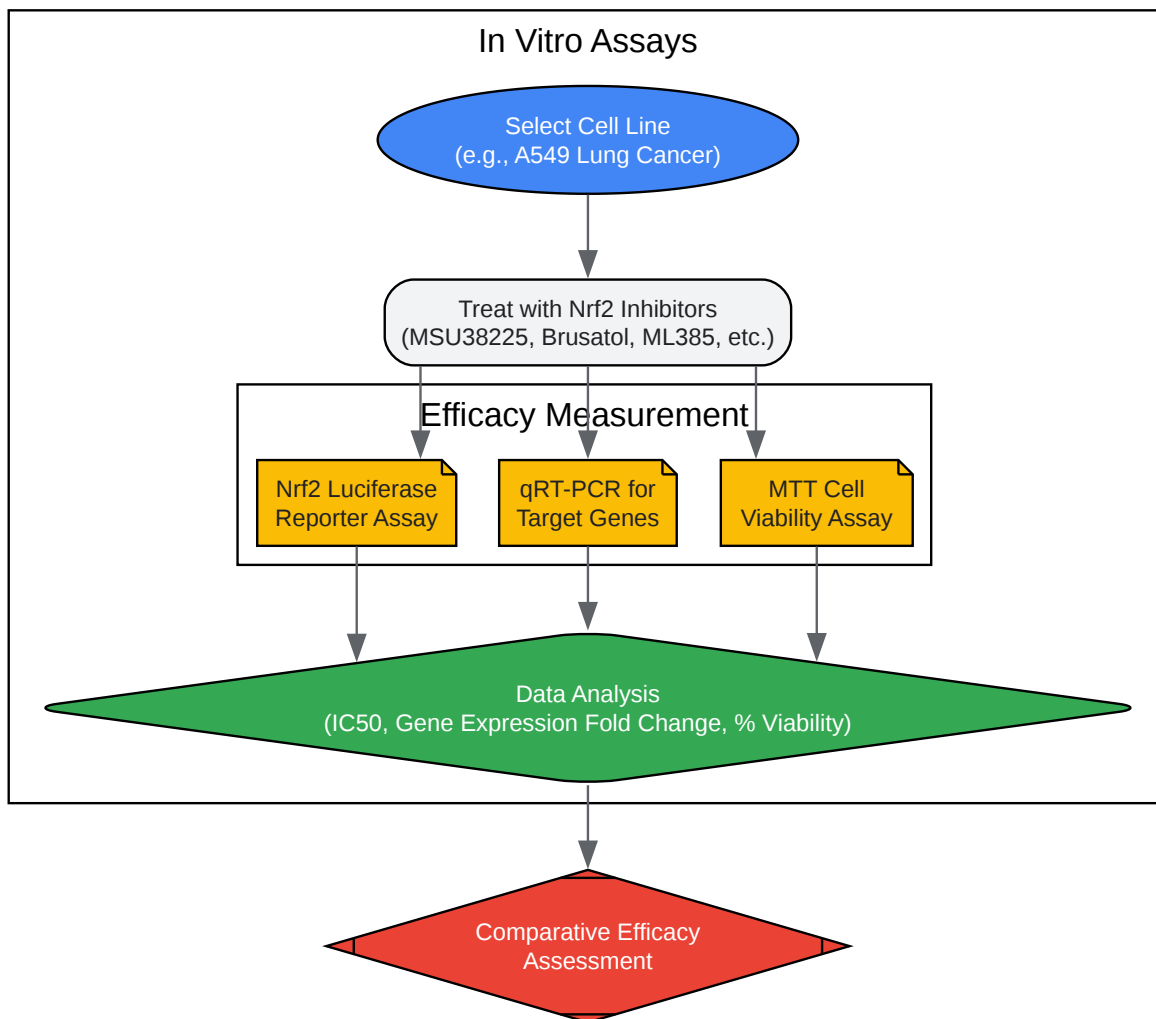 In Vitro Assays
Select Cell Line
(e.g., A549 Lung Cancer)
Treat with Nrf2 Inhibitors
(MSU38225, Brusatol, ML385, etc.)
Efficacy Measurement
Nrf2 Luciferase
Reporter Assay
qRT-PCR for
Target Genes
MTT Cell
Viability Assay
Data Analysis
(IC50, Gene Expression Fold Change, % Viability)
Comparative Efficacy
Assessment